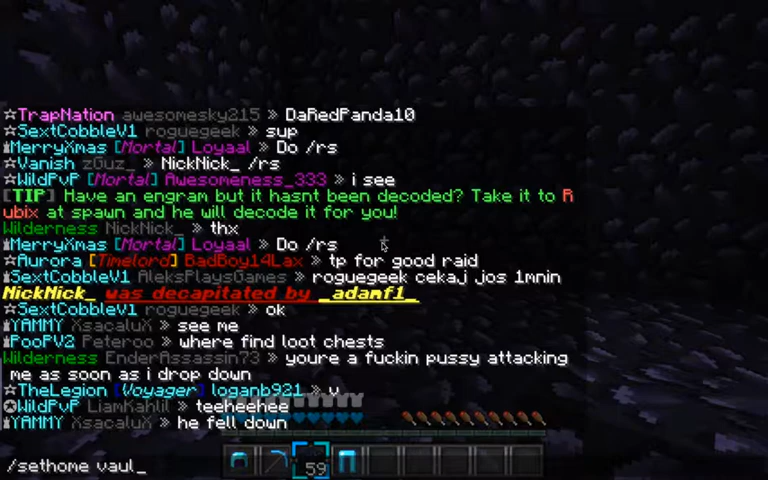 ☆TrapNation awesomesky215 » DaRedPanda10
☆SextCobbleV1 roguegeek » sup
MerryXmas [Mortal] Loyaal » Do /rs
☆Vanish zGuz_ » NickNick_ /rs
WildPvP [Mortal] Awesomeness_333 » i see
[TIP] Have an engram but it hasnt been decoded? Take it to R
ubix at spawn and he will decode it for you!
Wilderness NickNick_ » thx
MerryXmas [Mortal] Loyaal » Do /rs
☆Aurora [Timelord] BadBoy14Lax » tp for good raid
SextCobbleV1 AleksPlaysGames » roguegeek cekaj jos 1mnin
NickNick_ was decapitated by _adamf1_
☆SextCobbleV1 roguegeek » ok
YAMMY XsacaluX » see me
PooPV2 Peteroo » where find loot chests
Wilderness EnderAssassin73 » youre a fuckin pussy attacking
me as soon as i drop down
☆TheLegion [Voyager] loganb921 » v
✪WildPvP LiamKahlil » teeheehee
YAMMY XsacaluX » he fell down
/sethome vaul_
59